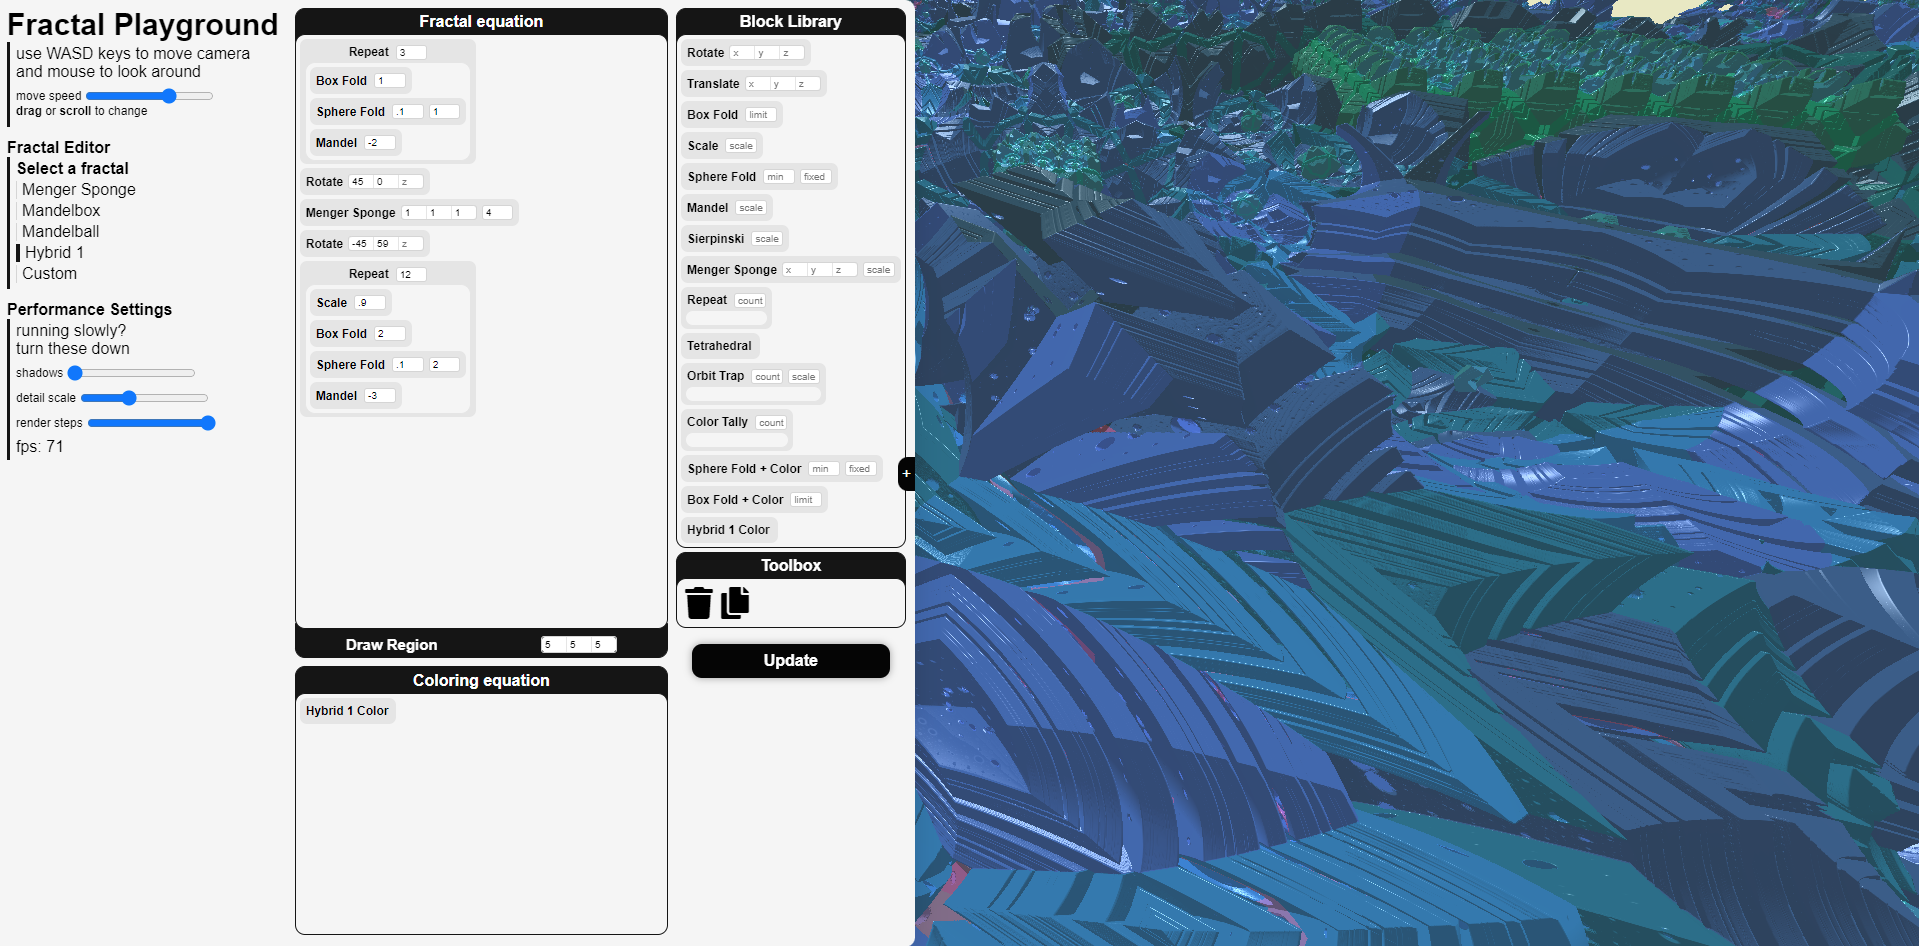 Fractal Playground
use WASD keys to move camera
and mouse to look around
move speed
drag or scroll to change
Fractal Editor
Select a fractal
Menger Sponge
Mandelbox
Mandelball
Hybrid 1
Custom
Performance Settings
running slowly?
turn these down
shadows
detail scale
render steps
fps: 71
Fractal equation
Repeat 3
Box Fold 1
Sphere Fold .1 1
Mandel -2
Rotate 45 0 z
Menger Sponge 1 1 1 4
Rotate -45 59 z
Repeat 12
Scale .9
Box Fold 2
Sphere Fold .1 2
Mandel -3
Draw Region 5 5 5
Coloring equation
Hybrid 1 Color
Block Library
Rotate x y z
Translate x y z
Box Fold limit
Scale scale
Sphere Fold min fixed
Mandel scale
Sierpinski scale
Menger Sponge x y z scale
Repeat count
Tetrahedral
Orbit Trap count scale
Color Tally count
Sphere Fold + Color min fixed
Box Fold + Color limit
Hybrid 1 Color
Toolbox
Update
+